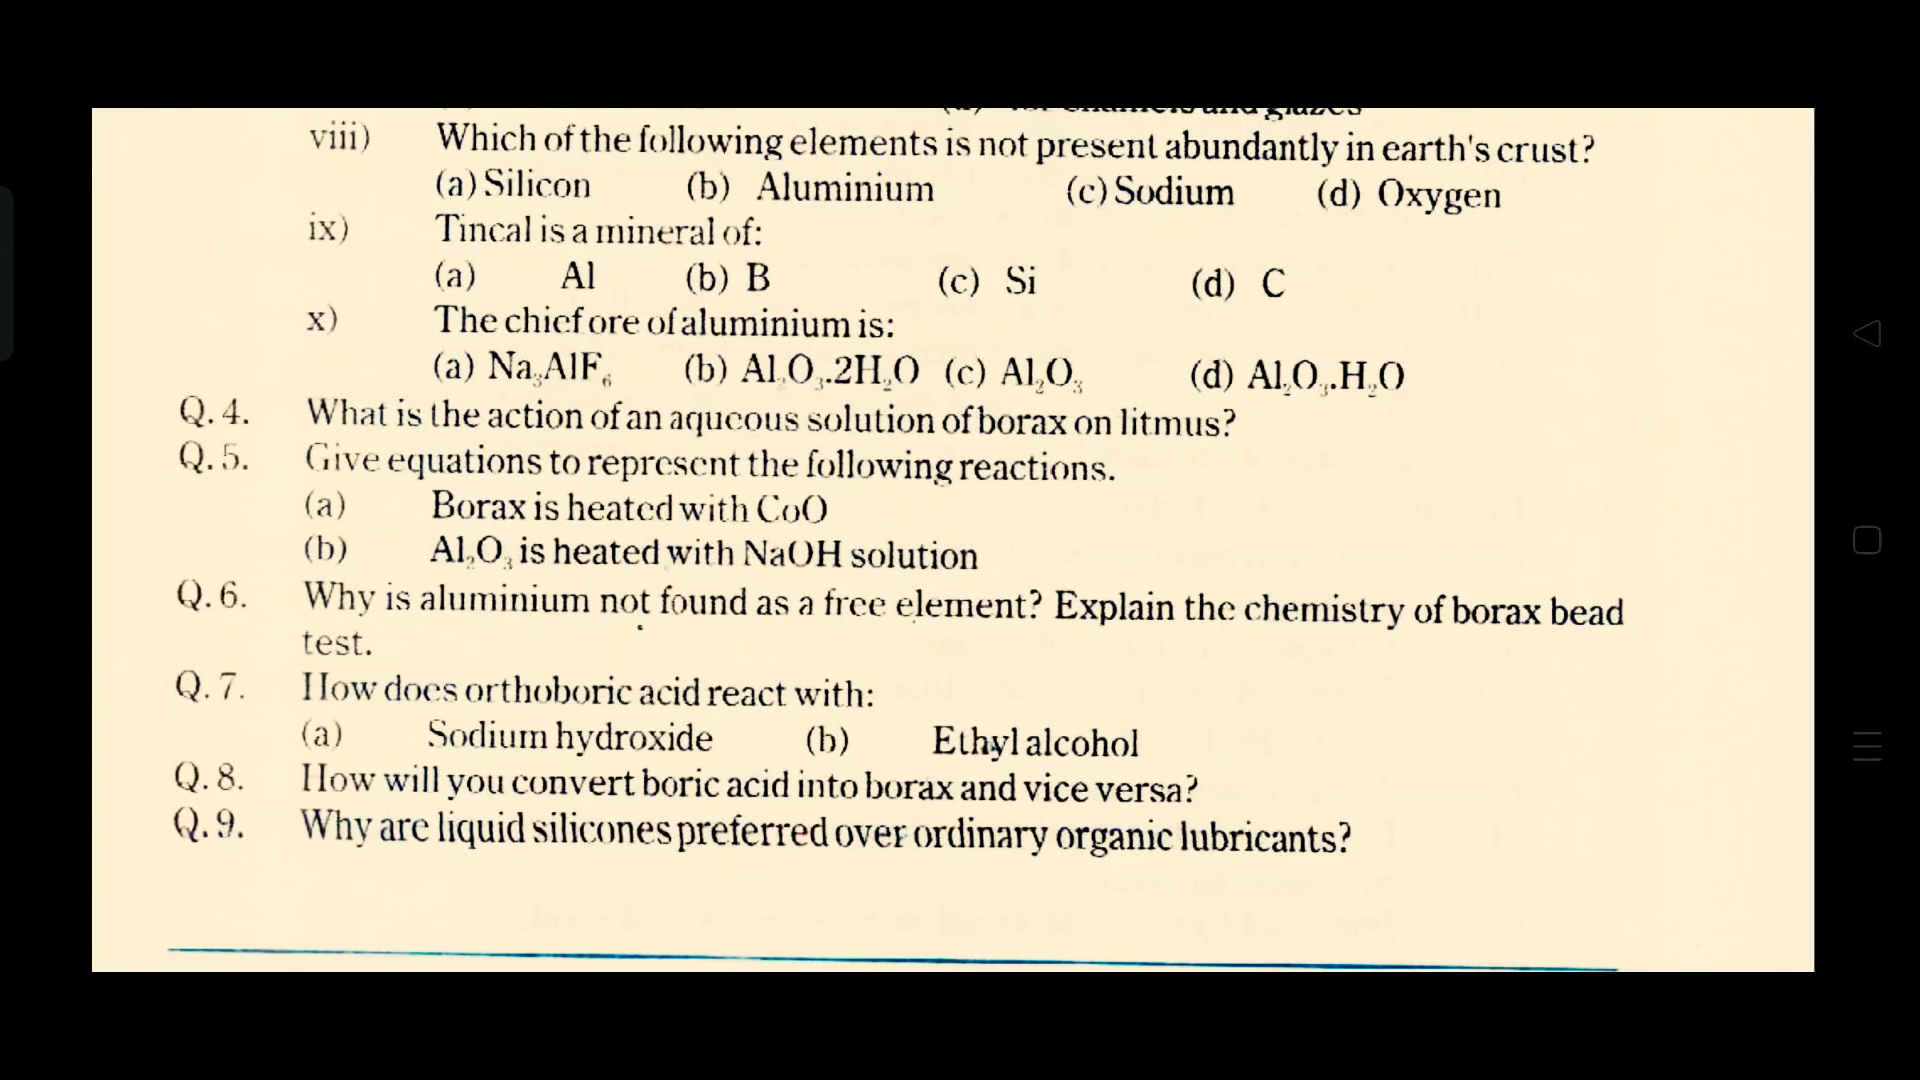 for enamels and glazes
viii) Which of the following elements is not present abundantly in earth's crust?
(a) Silicon (b) Aluminium (c) Sodium (d) Oxygen
ix) Tincal is a mineral of:
(a) Al (b) B (c) Si (d) C
x) The chief ore of aluminium is:
(a) Na₃AlF₆ (b) Al₂O₃.2H₂O (c) Al₂O₃ (d) Al₂O₃.H₂O
Q.4. What is the action of an aqueous solution of borax on litmus?
Q.5. Give equations to represent the following reactions.
(a) Borax is heated with CoO
(b) Al₂O₃ is heated with NaOH solution
Q.6. Why is aluminium not found as a free element? Explain the chemistry of borax bead
test.
Q.7. How does orthoboric acid react with:
(a) Sodium hydroxide (b) Ethyl alcohol
Q.8. How will you convert boric acid into borax and vice versa?
Q.9. Why are liquid silicones preferred over ordinary organic lubricants?